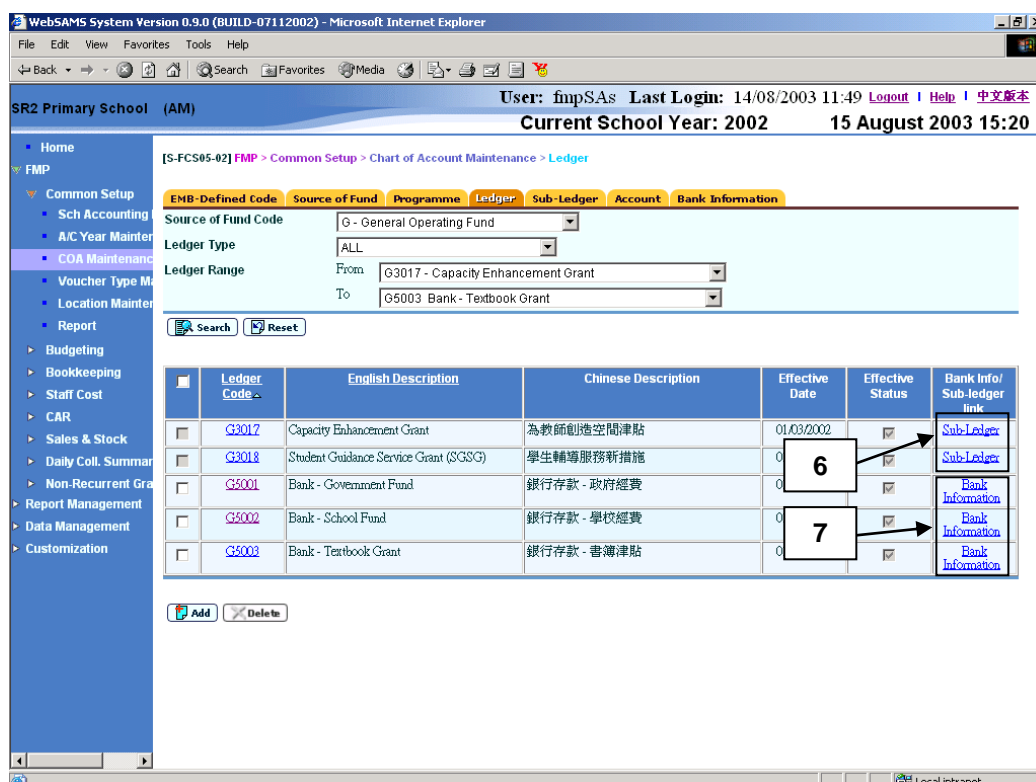 WebSAMS System Version 0.9.0 (BUILD-07112002) - Microsoft Internet Explorer
File Edit View Favorites Tools Help
Back Search Favorites Media
SR2 Primary School (AM)
User: fmpSAs Last Login: 14/08/2003 11:49 Logout | Help | 中文版本
Current School Year: 2002 15 August 2003 15:20
Home
FMP
Common Setup
Sch Accounting
A/C Year Mainter
COA Maintenanc
Voucher Type Ma
Location Mainter
Report
Budgeting
Bookkeeping
Staff Cost
CAR
Sales & Stock
Daily Coll. Summar
Non-Recurrent Gra
Report Management
Data Management
Customization
[S-FCS05-02] FMP > Common Setup > Chart of Account Maintenance > Ledger
EMB-Defined Code Source of Fund Programme Ledger Sub-Ledger Account Bank Information
Source of Fund Code G - General Operating Fund
Ledger Type ALL
Ledger Range From G3017 - Capacity Enhancement Grant
To G5003 Bank - Textbook Grant
Search Reset
Ledger Code English Description Chinese Description Effective Date Effective Status Bank Info/ Sub-ledger link
G3017 Capacity Enhancement Grant 為教師創造空間津貼 01/03/2002 Sub-Ledger
G3018 Student Guidance Service Grant (SGSG) 學生輔導服務新措施 0 Sub-Ledger
G5001 Bank - Government Fund 銀行存款 - 政府經費 0 Bank Information
G5002 Bank - School Fund 銀行存款 - 學校經費 0 Bank Information
G5003 Bank - Textbook Grant 銀行存款 - 書簿津貼 0 Bank Information
6
7
Add Delete
Local intranet